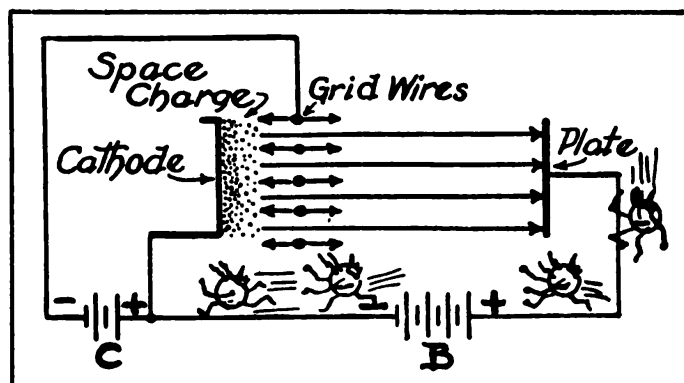 Space
Charge
Grid Wires
Cathode
Plate
- +
- +
C
B